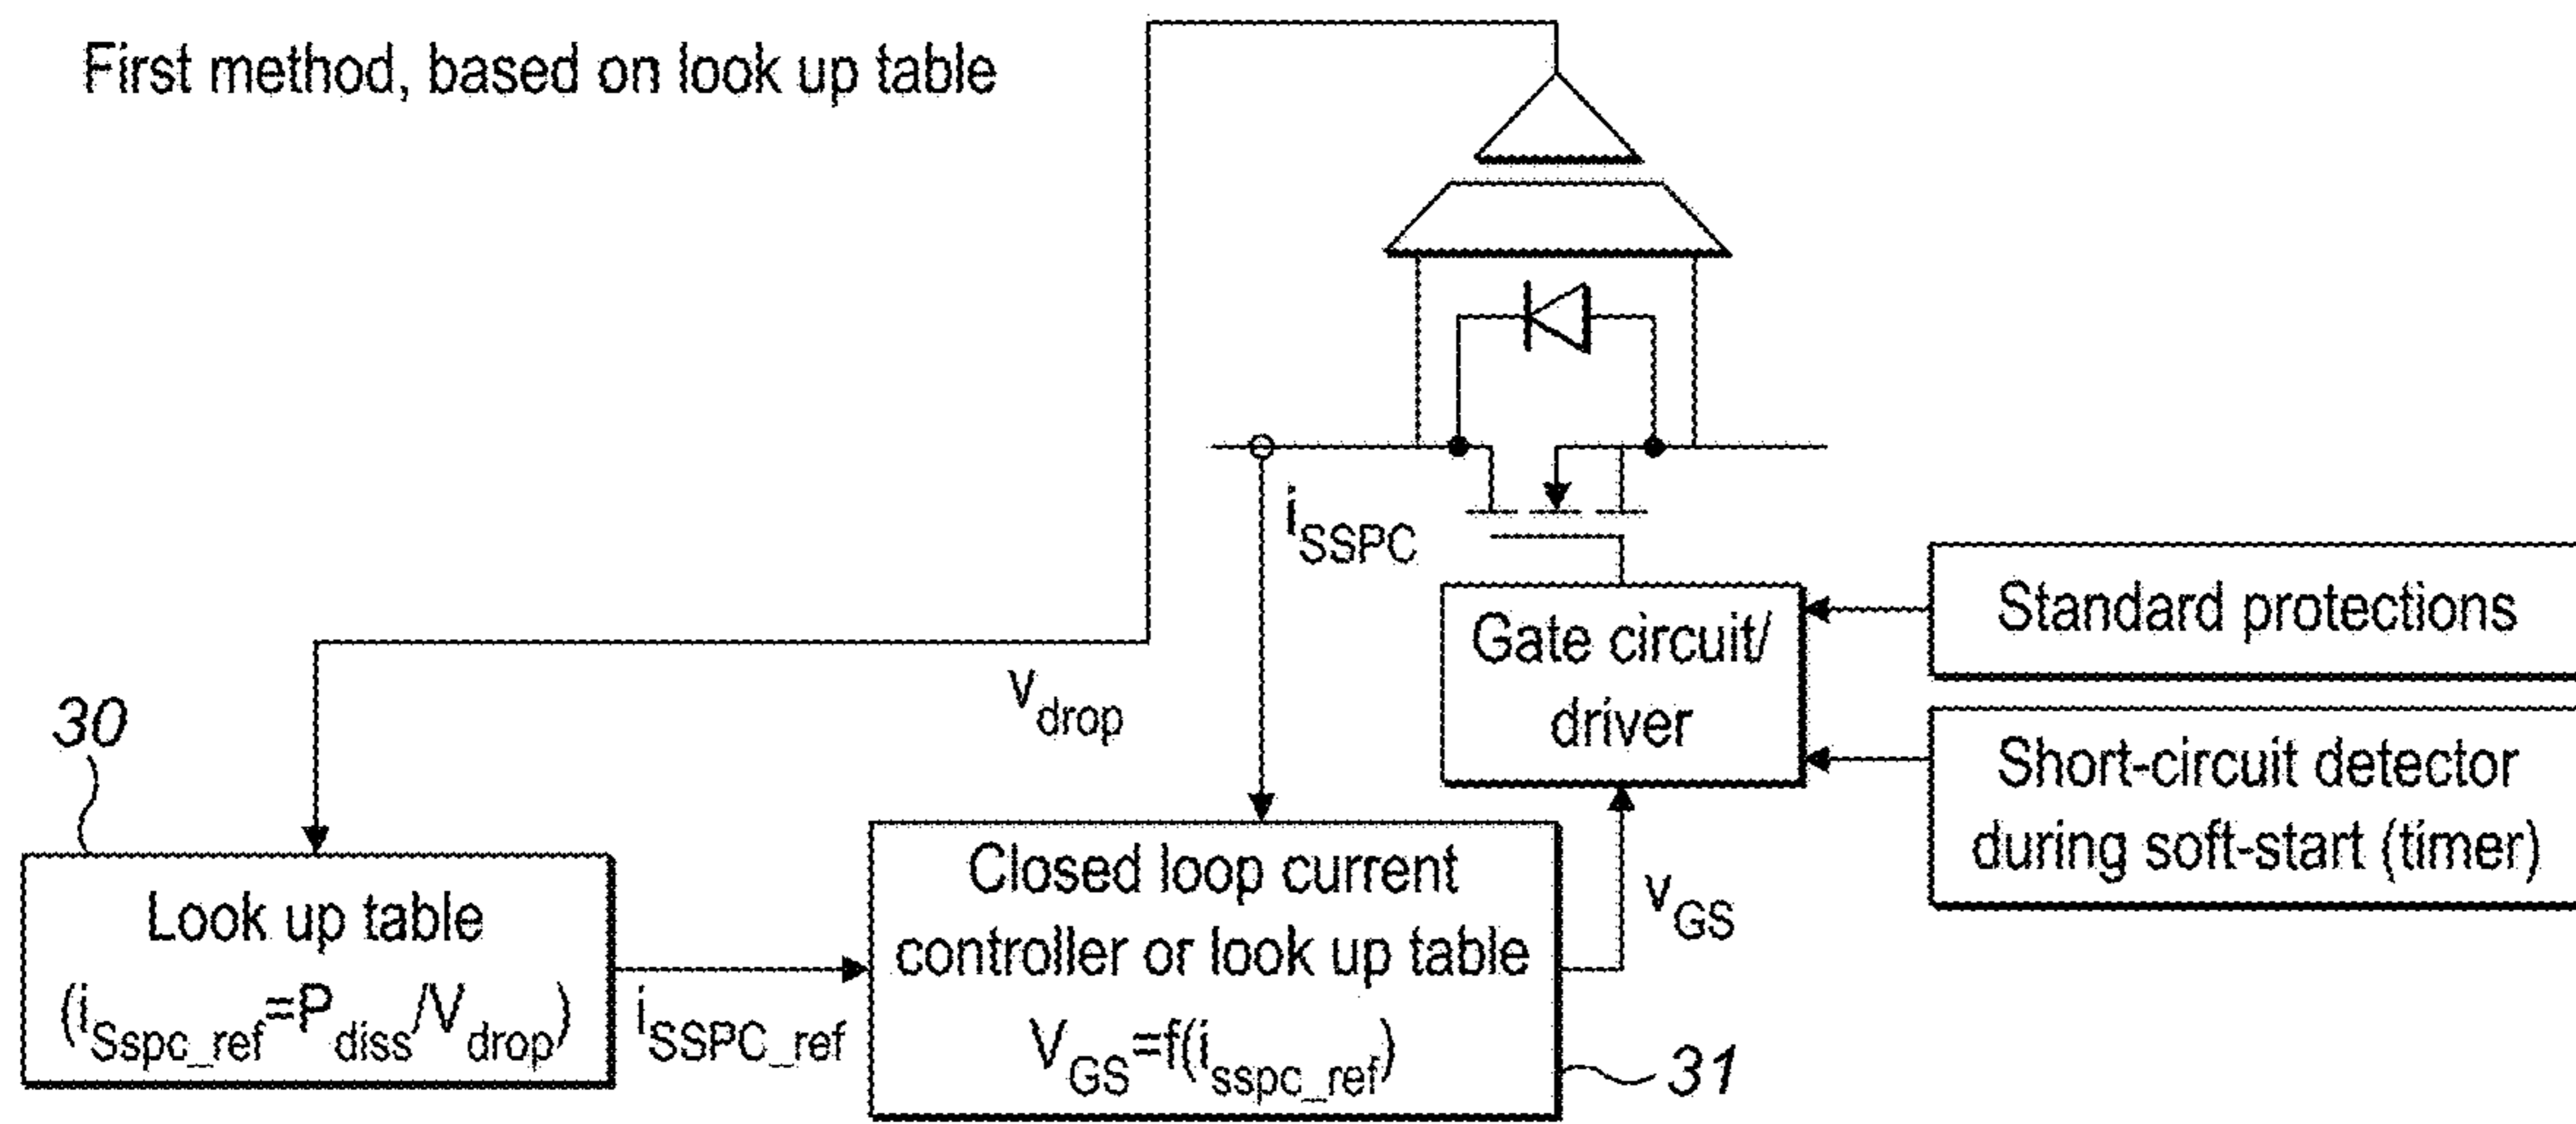 First method, based on look up table
i_SSPC
v_drop
Gate circuit/
driver
Standard protections
Short-circuit detector
during soft-start (timer)
v_GS
30
Look up table
(i_Sspc_ref=P_diss/V_drop)
i_SSPC_ref
Closed loop current
controller or look up table
V_GS=f(i_sspc_ref)
31